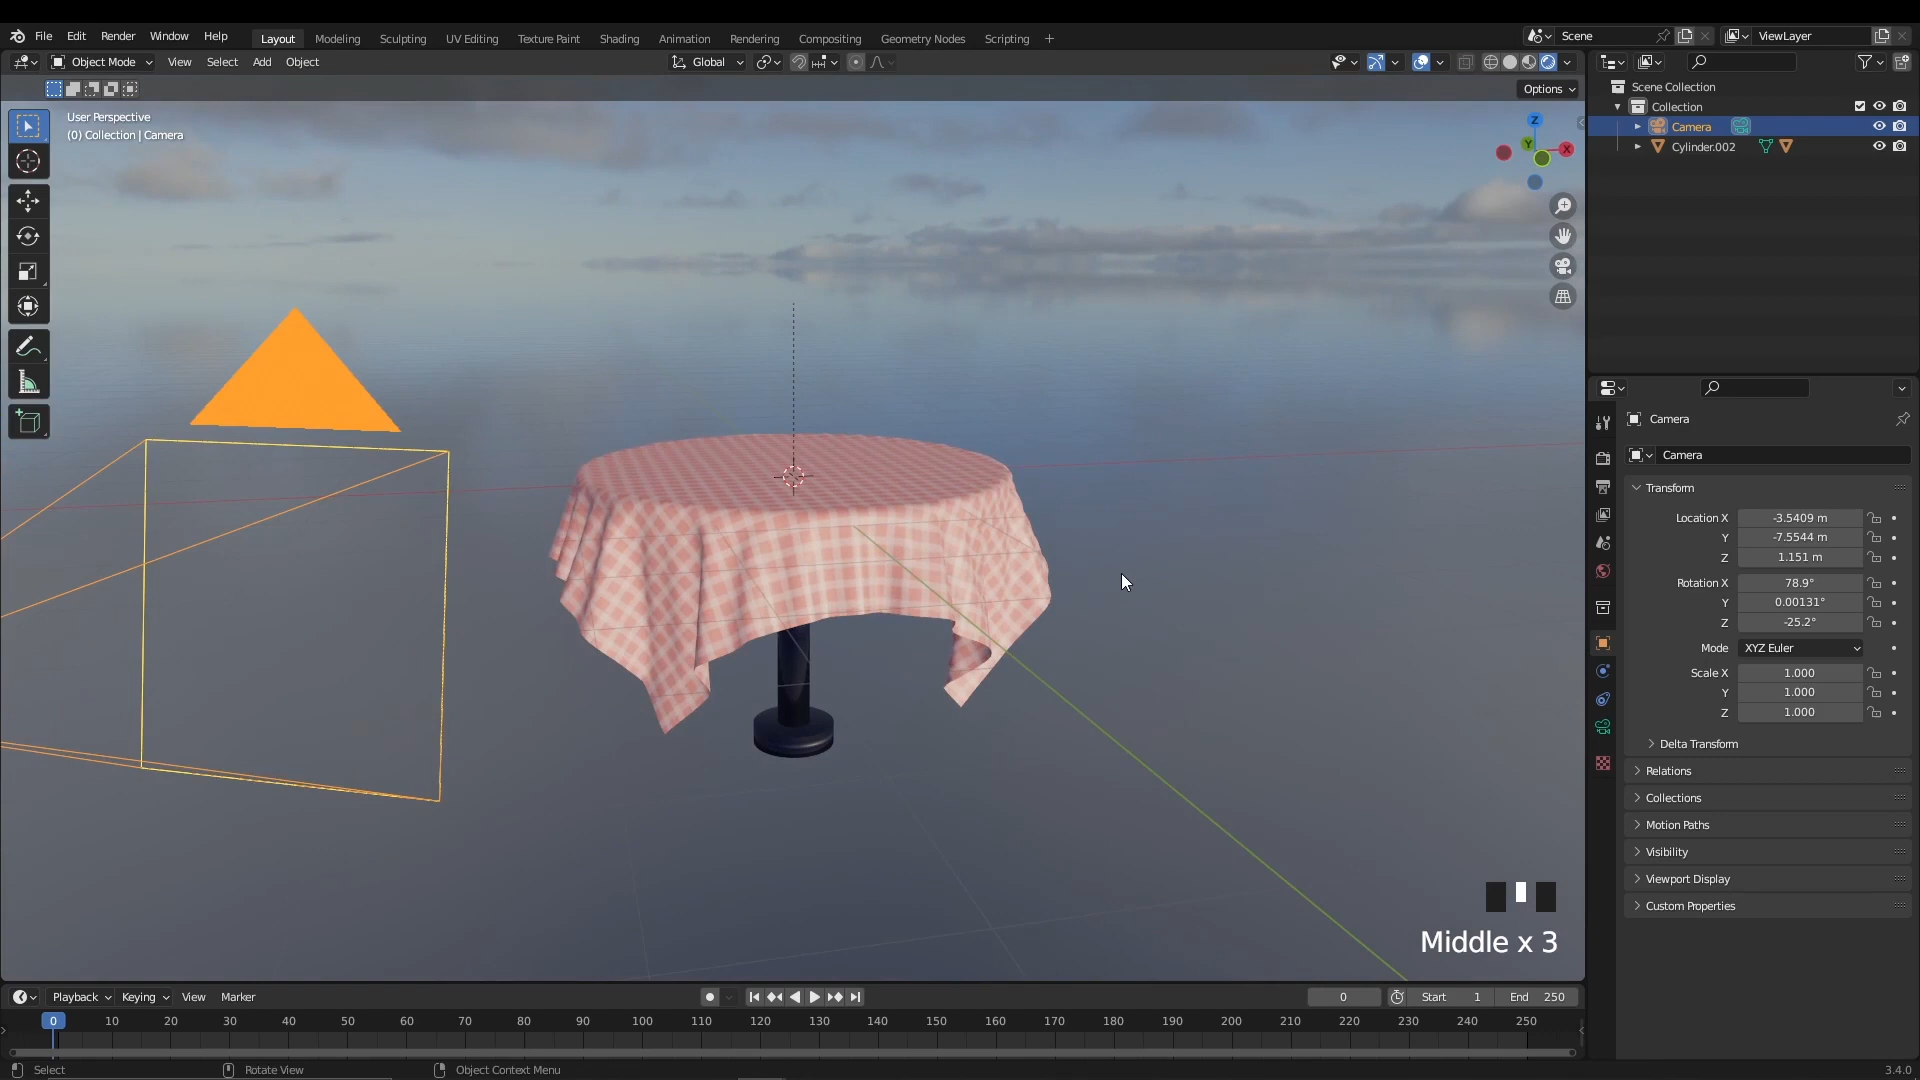 File Edit Render Window Help Layout Modeling Sculpting UV Editing Texture Paint Shading Animation Rendering Compositing Geometry Nodes Scripting + Scene ViewLayer
Object Mode View Select Add Object Global
Options
User Perspective
(0) Collection | Camera
Z
Y
X
Scene Collection
Collection
Camera
Cylinder.002
Camera
Camera
Transform
Location X -3.5409 m
Y -7.5544 m
Z 1.151 m
Rotation X 78.9°
Y 0.00131°
Z -25.2°
Mode XYZ Euler
Scale X 1.000
Y 1.000
Z 1.000
Delta Transform
Relations
Collections
Motion Paths
Visibility
Viewport Display
Custom Properties
Middle x 3
Playback Keying View Marker 0 Start 1 End 250
0 10 20 30 40 50 60 70 80 90 100 110 120 130 140 150 160 170 180 190 200 210 220 230 240 250
Select Rotate View Object Context Menu 3.4.0